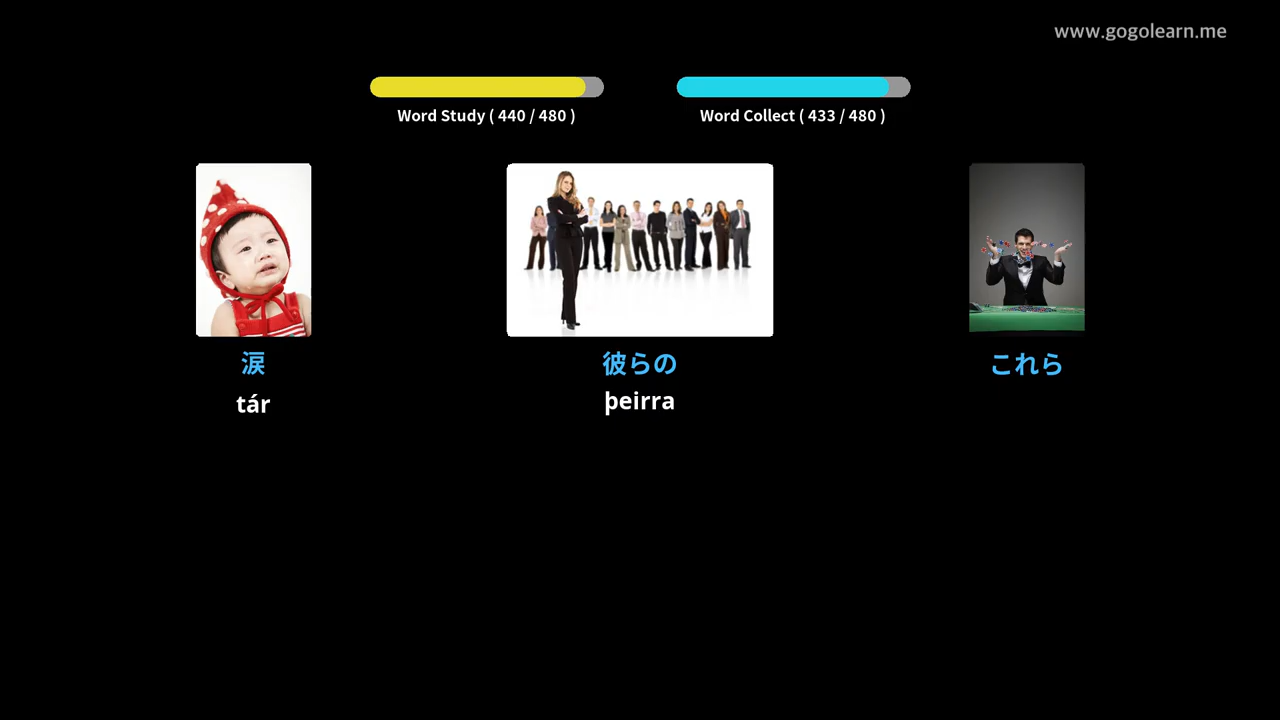 www.gogolearn.me
Word Study ( 440 / 480 )
Word Collect ( 433 / 480 )
涙
彼らの
これら
tár
þeirra